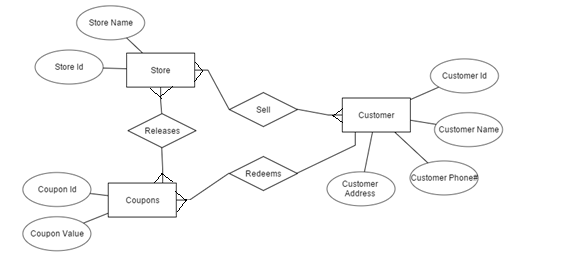 Store Name
Store Id
Store
Customer Id
Sell
Customer
Customer Name
Releases
Redeems
Customer Phone#
Coupon Id
Customer
Address
Coupons
Coupon Value